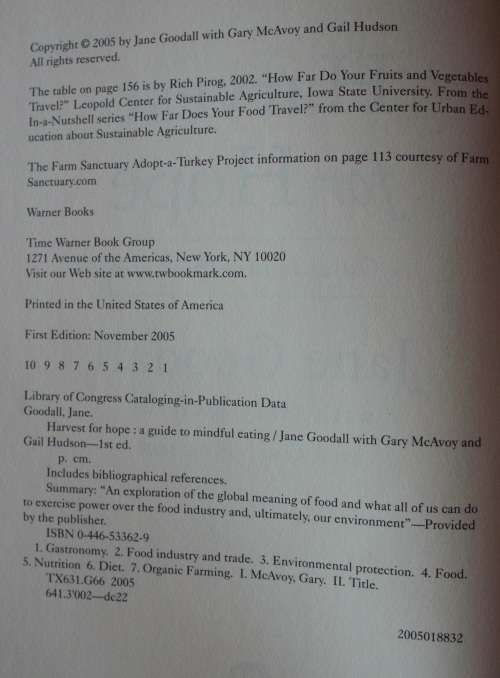 Copyright © 2005 by Jane Goodall with Gary McAvoy and Gail Hudson
All rights reserved.
The table on page 156 is by Rich Pirog, 2002. “How Far Do Your Fruits and Vegetables
Travel?” Leopold Center for Sustainable Agriculture, Iowa State University. From the
In-a-Nutshell series “How Far Does Your Food Travel?” from the Center for Urban Ed-
ucation about Sustainable Agriculture.
The Farm Sanctuary Adopt-a-Turkey Project information on page 113 courtesy of Farm
Sanctuary.com
Warner Books
Time Warner Book Group
1271 Avenue of the Americas, New York, NY 10020
Visit our Web site at www.twbookmark.com.
Printed in the United States of America
First Edition: November 2005
10 9 8 7 6 5 4 3 2 1
Library of Congress Cataloging-in-Publication Data
Goodall, Jane.
Harvest for hope : a guide to mindful eating / Jane Goodall with Gary McAvoy and
Gail Hudson—1st ed.
p. cm.
Includes bibliographical references.
Summary: “An exploration of the global meaning of food and what all of us can do
to exercise power over the food industry and, ultimately, our environment”—Provided
by the publisher.
ISBN 0-446-53362-9
1. Gastronomy. 2. Food industry and trade. 3. Environmental protection. 4. Food.
5. Nutrition 6. Diet. 7. Organic Farming. I. McAvoy, Gary. II. Title.
TX631.G66 2005
641.3'002—dc22
2005018832